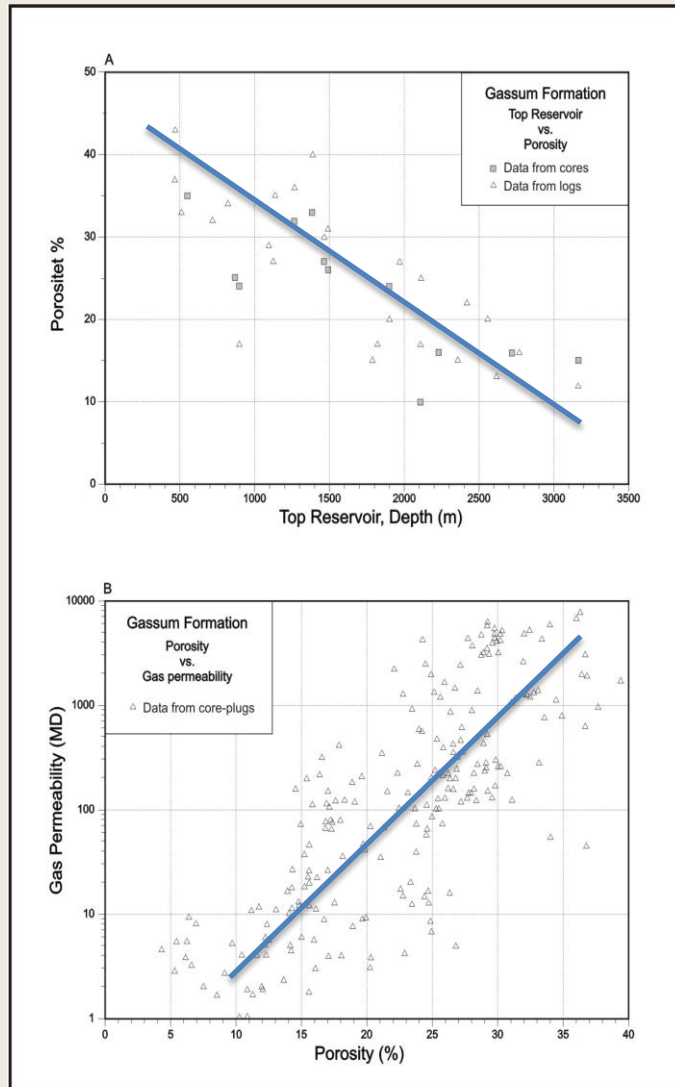 A
50
40
30
20
10
0
Porositet %
Gassum Formation
Top Reservoir
vs.
Porosity
Data from cores
Data from logs
0 500 1000 1500 2000 2500 3000 3500
Top Reservoir, Depth (m)
B
10000
1000
100
10
1
Gas Permeability (MD)
Gassum Formation
Porosity
vs.
Gas permeability
Data from core-plugs
0 5 10 15 20 25 30 35 40
Porosity (%)